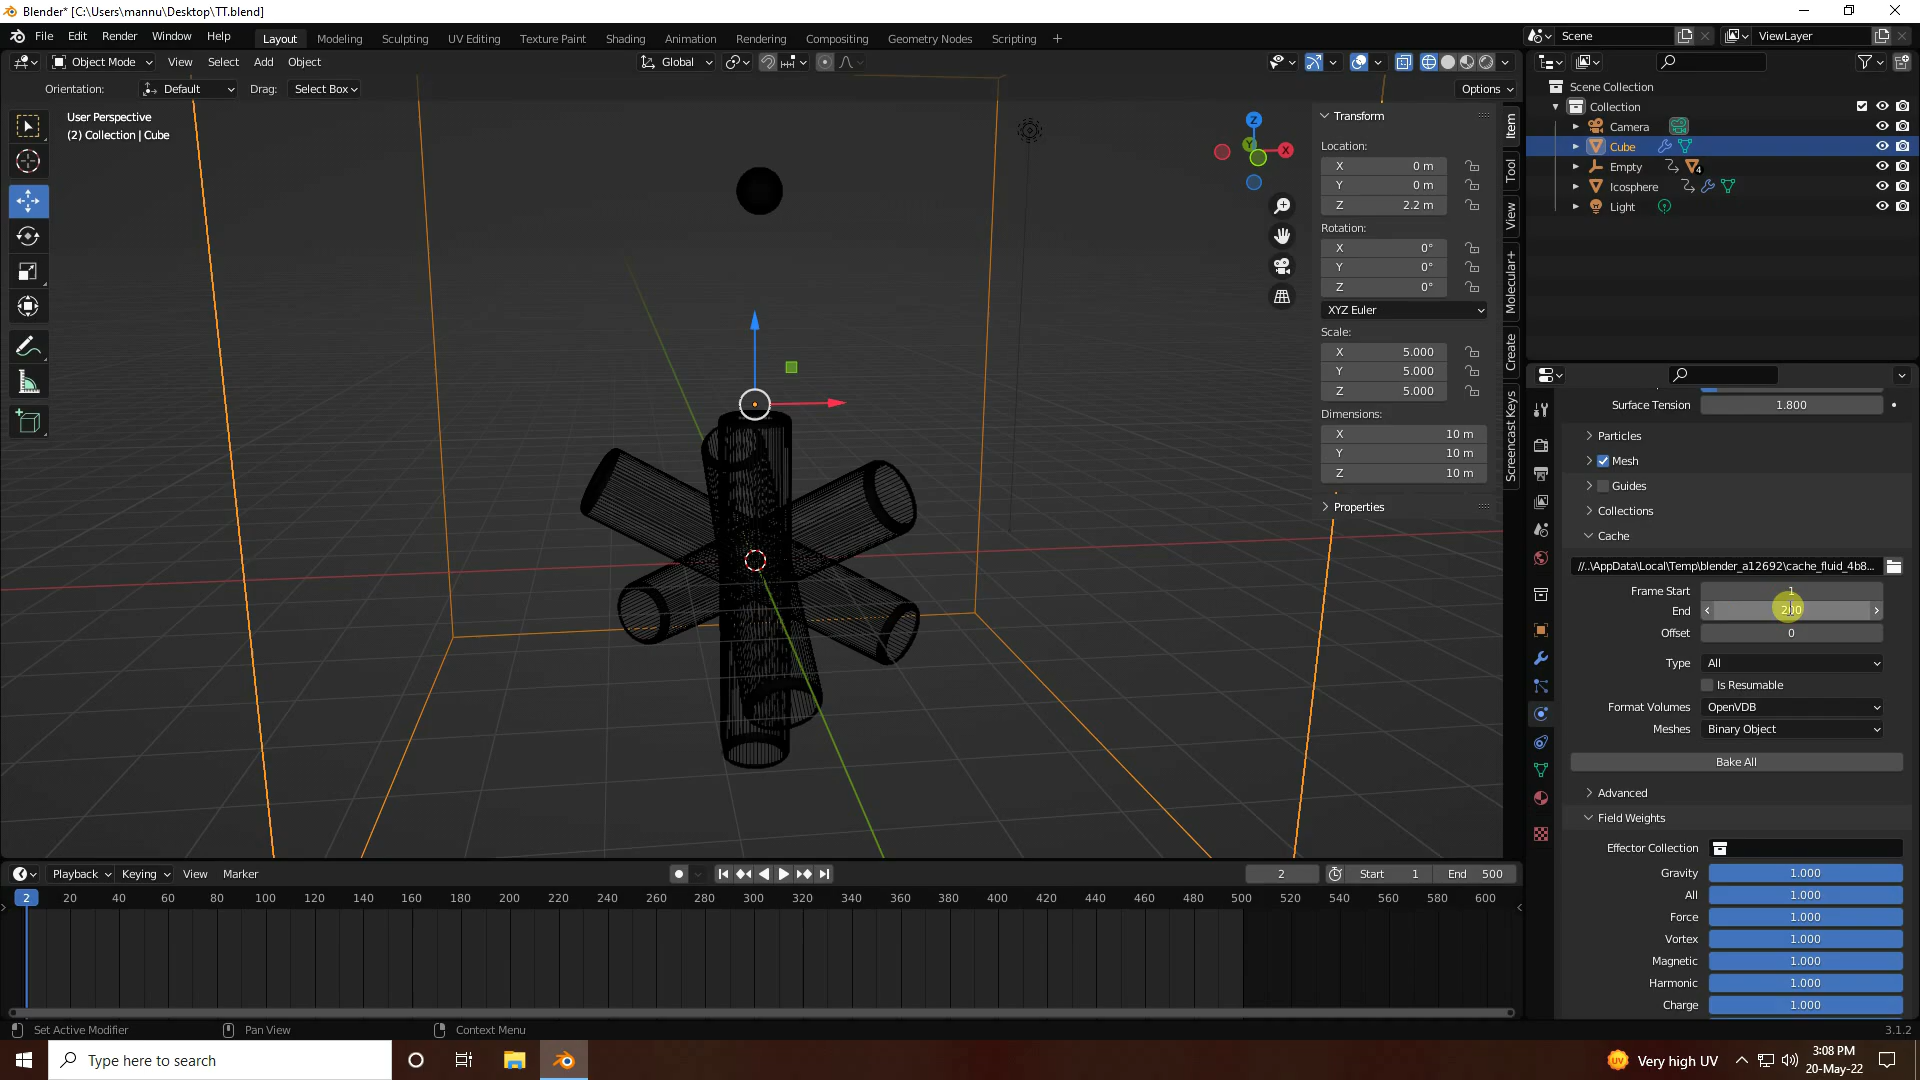 Blender* [C:\Users\mannu\Desktop\TT.blend]
File Edit Render Window Help Layout Modeling Sculpting UV Editing Texture Paint Shading Animation Rendering Compositing Geometry Nodes Scripting + Scene ViewLayer
Object Mode View Select Add Object Global
Orientation: Default Drag: Select Box Options
User Perspective
(2) Collection | Cube
Z
Y
X
Transform
Location:
X 0 m
Y 0 m
Z 2.2 m
Rotation:
X 0°
Y 0°
Z 0°
XYZ Euler
Scale:
X 5.000
Y 5.000
Z 5.000
Dimensions:
X 10 m
Y 10 m
Z 10 m
Properties
Item
Tool
View
Molecular+
Create
Screencast Keys
Scene Collection
Collection
Camera
Cube
Empty 4
Icosphere
Light
Surface Tension 1.800
Particles
Mesh
Guides
Collections
Cache
//..\AppData\Local\Temp\blender_a12692\cache_fluid_4b8...
Frame Start 1
End 200
Offset 0
Type All
Is Resumable
Format Volumes OpenVDB
Meshes Binary Object
Bake All
Advanced
Field Weights
Effector Collection
Gravity 1.000
All 1.000
Force 1.000
Vortex 1.000
Magnetic 1.000
Harmonic 1.000
Charge 1.000
Playback Keying View Marker 2 Start 1 End 500
2 20 40 60 80 100 120 140 160 180 200 220 240 260 280 300 320 340 360 380 400 420 440 460 480 500 520 540 560 580 600
Set Active Modifier Pan View Context Menu 3.1.2
Type here to search
UV Very high UV
3:08 PM
20-May-22